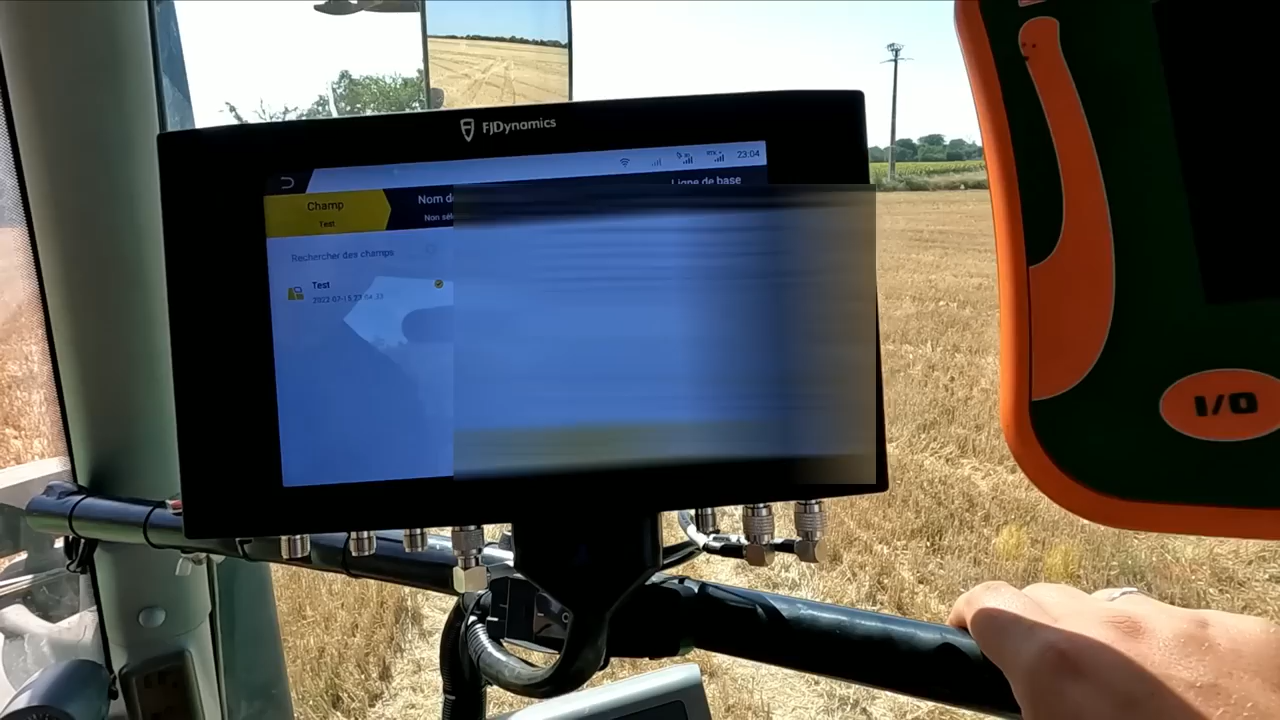 FJDynamics
23:04
Champ
Test
Nom d
Non sél
Ligne de base
Rechercher des champs
Test
I/O